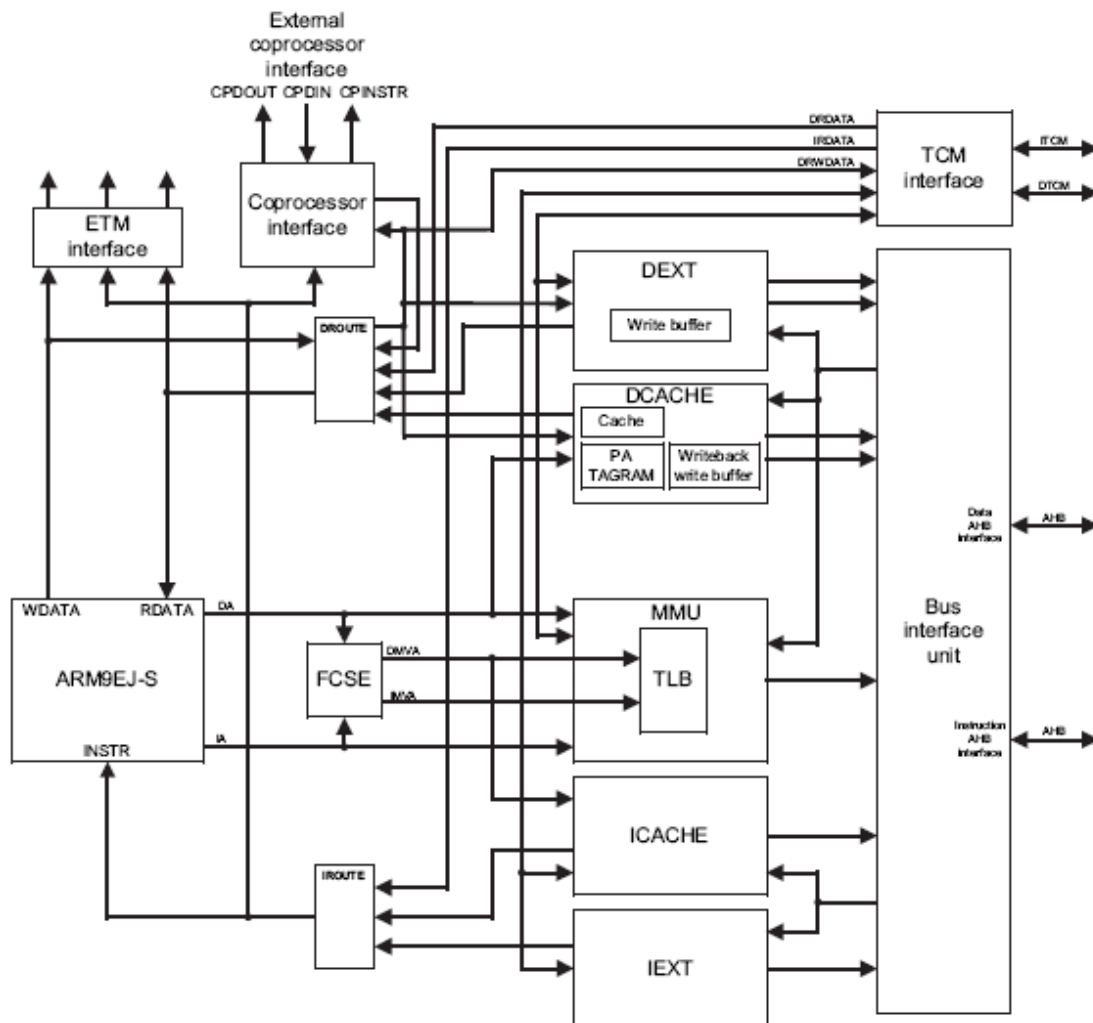 External
coprocessor
interface
CPDOUT CPDIN CPINSTR
DRDATA
IRDATA
DRWDATA
TCM
interface
ITCM
DTCM
Coprocessor
interface
ETM
interface
DEXT
Write buffer
DROUTE
DCACHE
Cache
PA
TAGRAM
Writeback
write buffer
Data
AHB
interface
AHB
WDATA
RDATA
DA
MMU
Bus
interface
unit
ARM9EJ-S
FCSE
DMVA
IMVA
TLB
INSTR
IA
Instruction
AHB
interface
AHB
ICACHE
IROUTE
IEXT